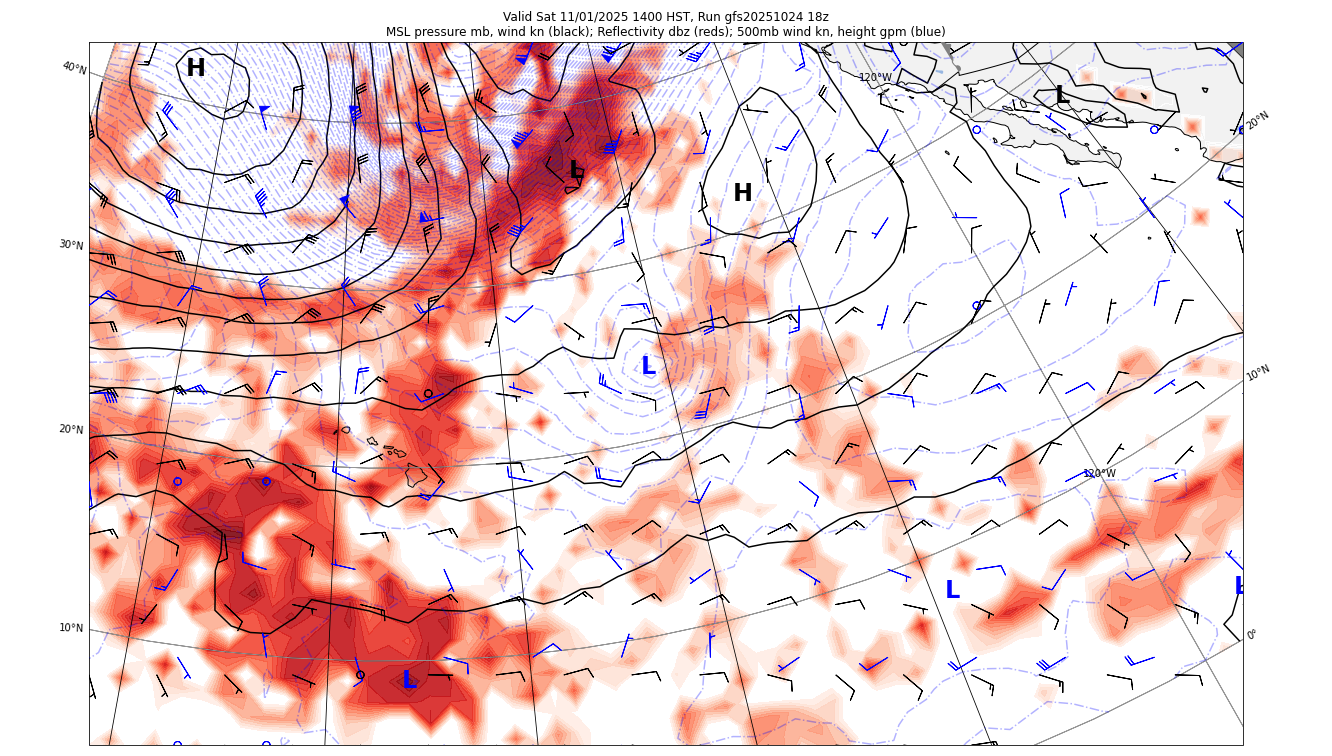 Valid Sat 11/01/2025 1400 HST, Run gfs20251024 18z
MSL pressure mb, wind kn (black); Reflectivity dbz (reds); 500mb wind kn, height gpm (blue)
40°N
H
120°W
L
20°N
L
H
30°N
L
10°N
20°N
120°W
L
L
10°N
0°
L